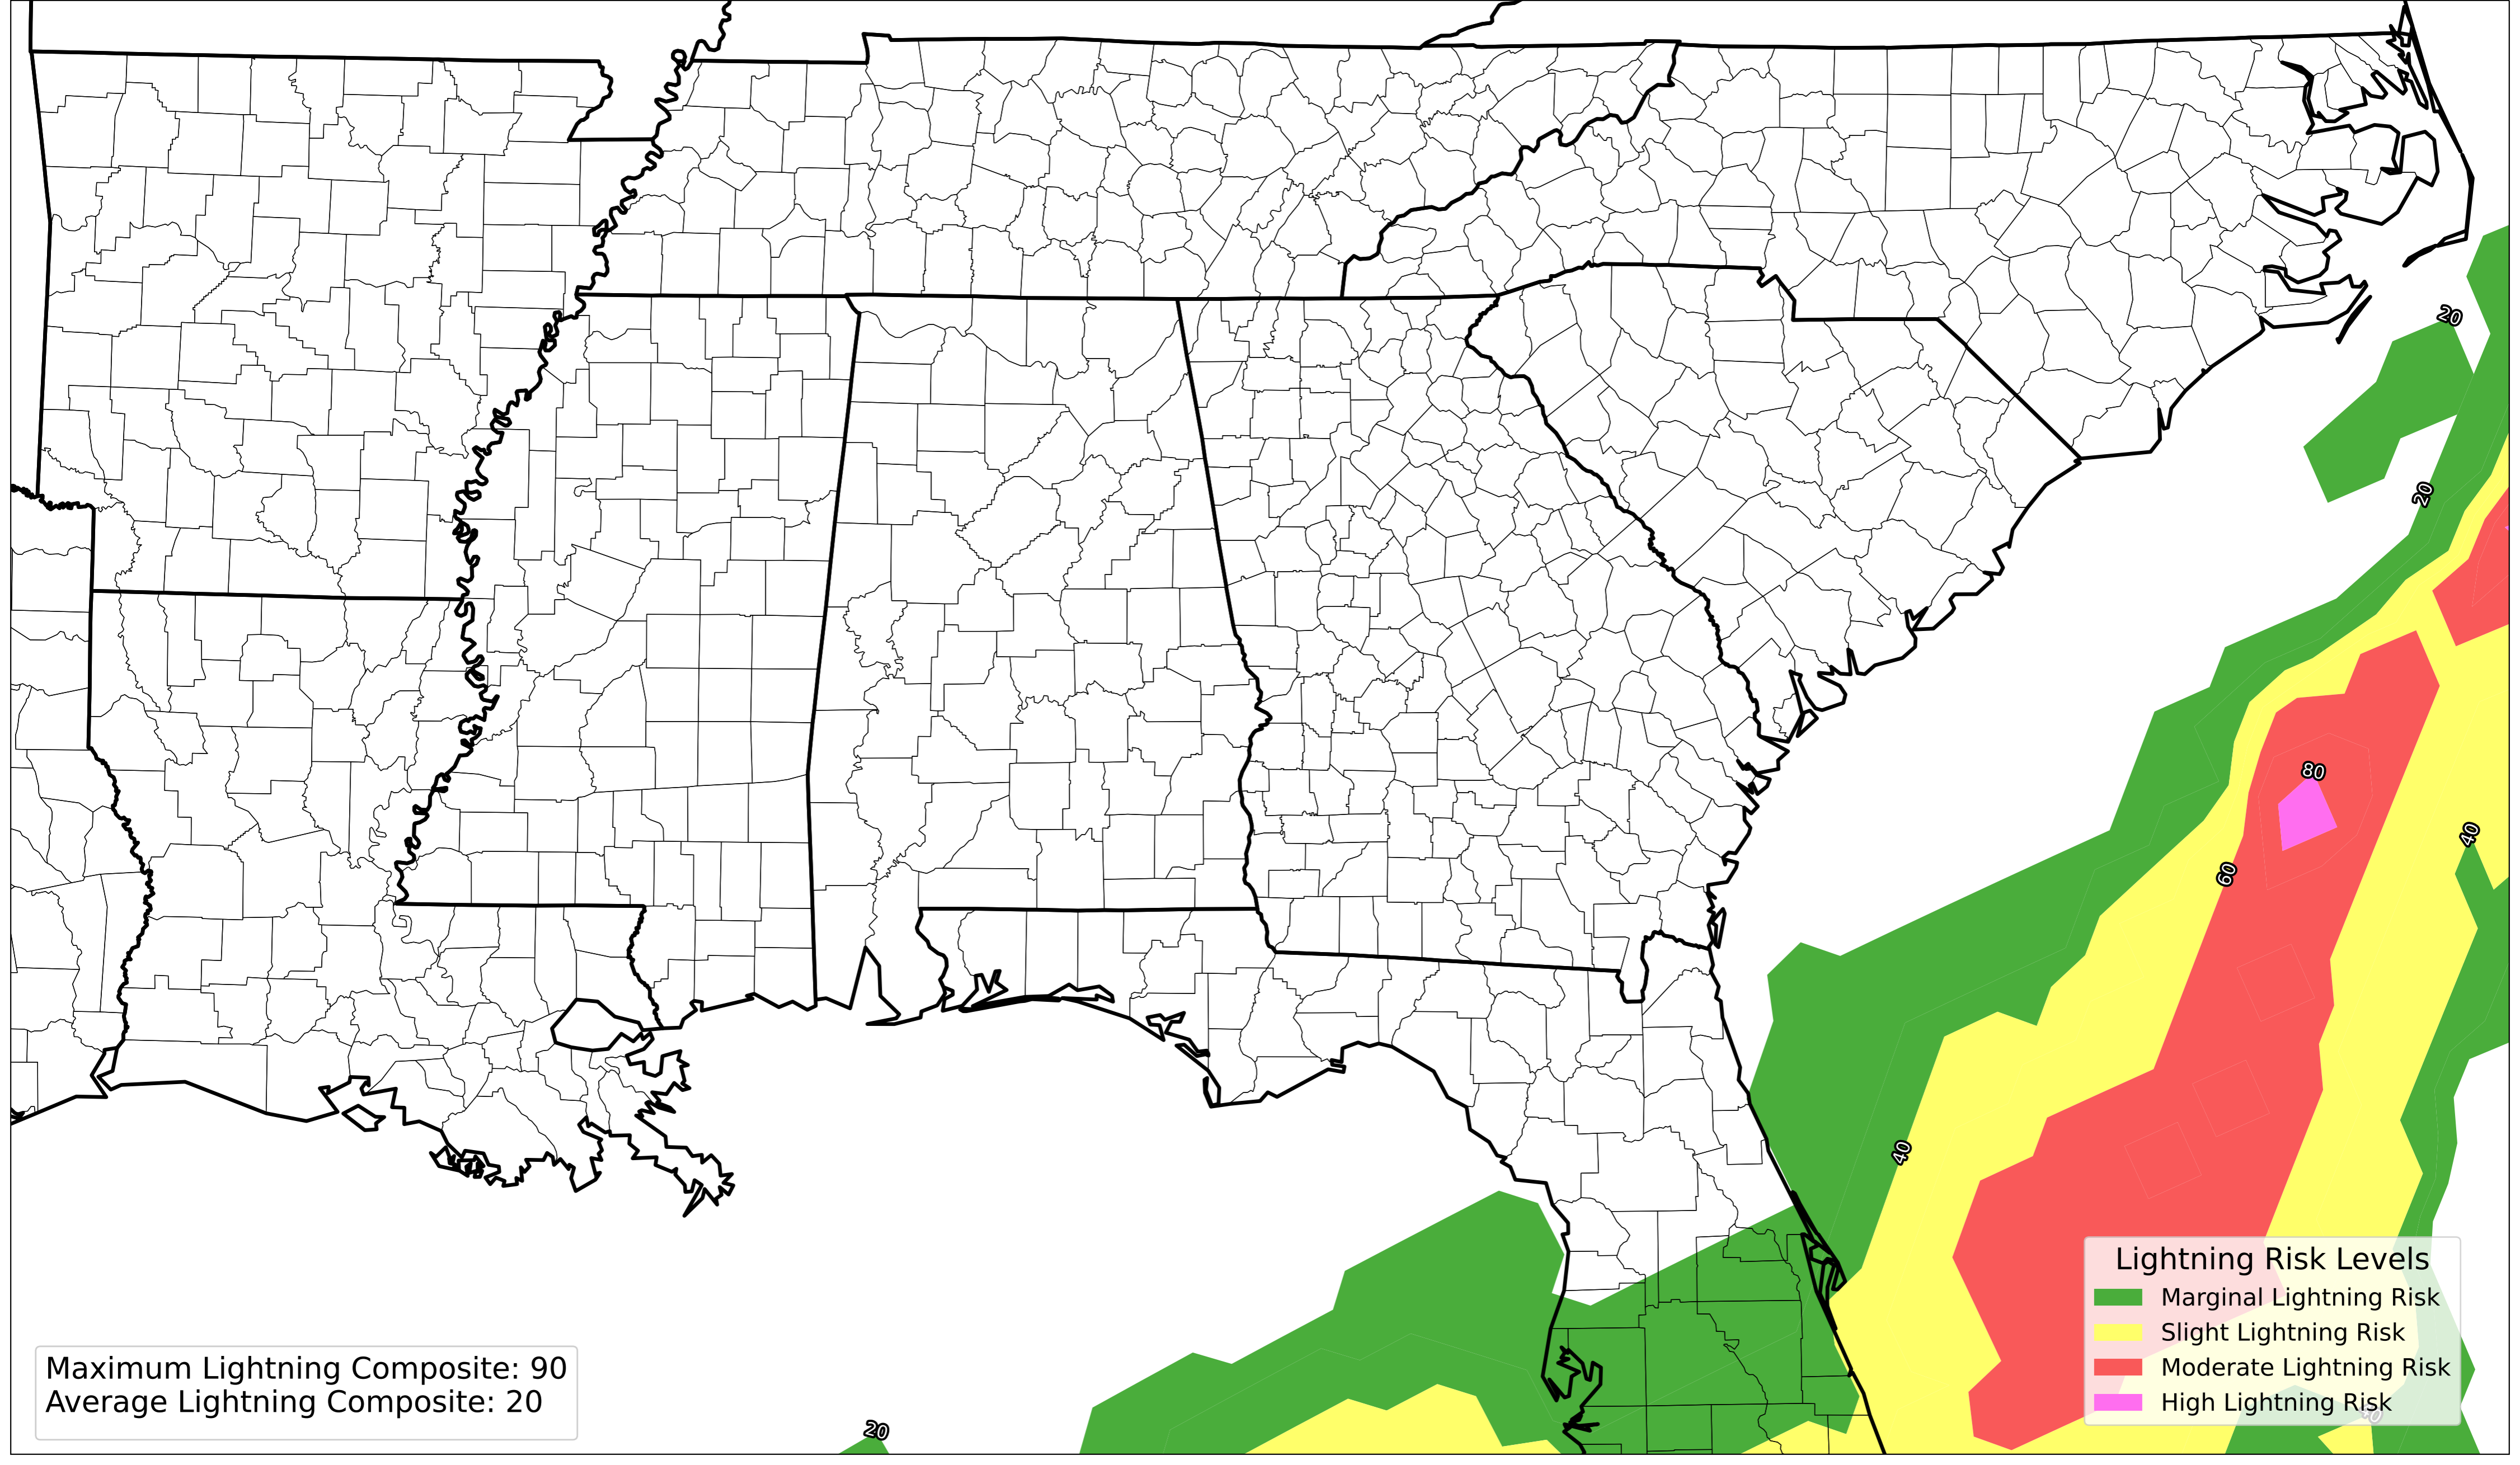 20
20
80
40
60
40
Lightning Risk Levels
Marginal Lightning Risk
Slight Lightning Risk
Moderate Lightning Risk
High Lightning Risk
Maximum Lightning Composite: 90
Average Lightning Composite: 20
20